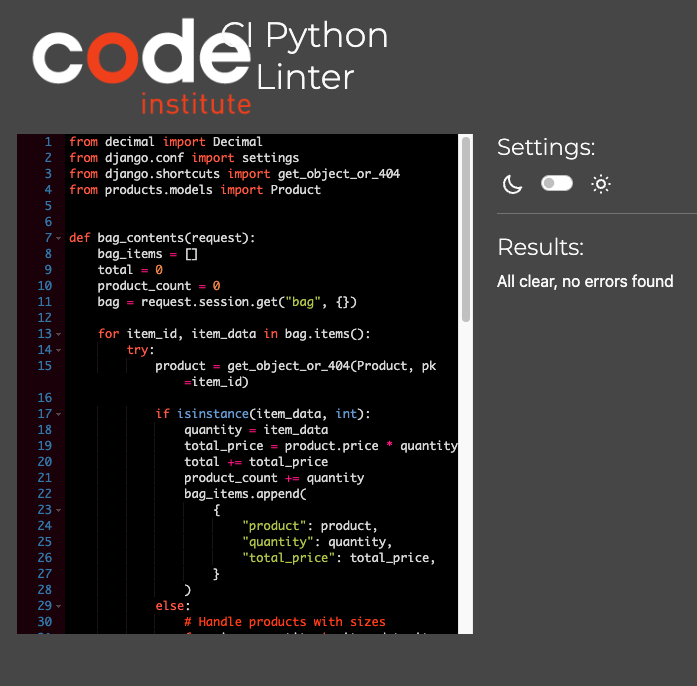 code
institute
CI Python
Linter
1 from decimal import Decimal
2 from django.conf import settings
3 from django.shortcuts import get_object_or_404
4 from products.models import Product
5
6
7 def bag_contents(request):
8 bag_items = []
9 total = 0
10 product_count = 0
11 bag = request.session.get("bag", {})
12
13 for item_id, item_data in bag.items():
14 try:
15 product = get_object_or_404(Product, pk
=item_id)
16
17 if isinstance(item_data, int):
18 quantity = item_data
19 total_price = product.price * quantity
20 total += total_price
21 product_count += quantity
22 bag_items.append(
23 {
24 "product": product,
25 "quantity": quantity,
26 "total_price": total_price,
27 }
28 )
29 else:
30 # Handle products with sizes
Settings:
Results:
All clear, no errors found